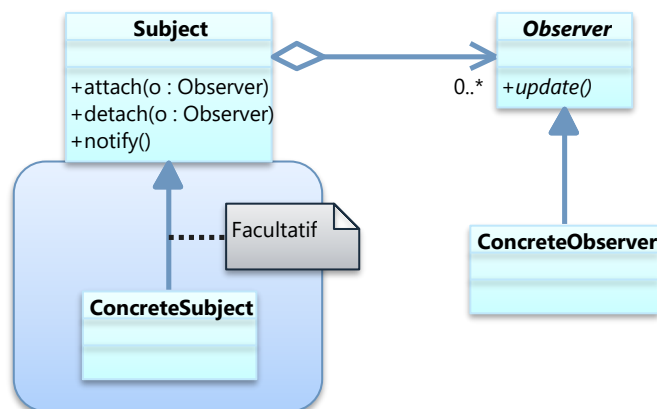 Subject
+attach(o : Observer)
+detach(o : Observer)
+notify()
0..*
Observer
+update()
Facultatif
ConcreteSubject
ConcreteObserver